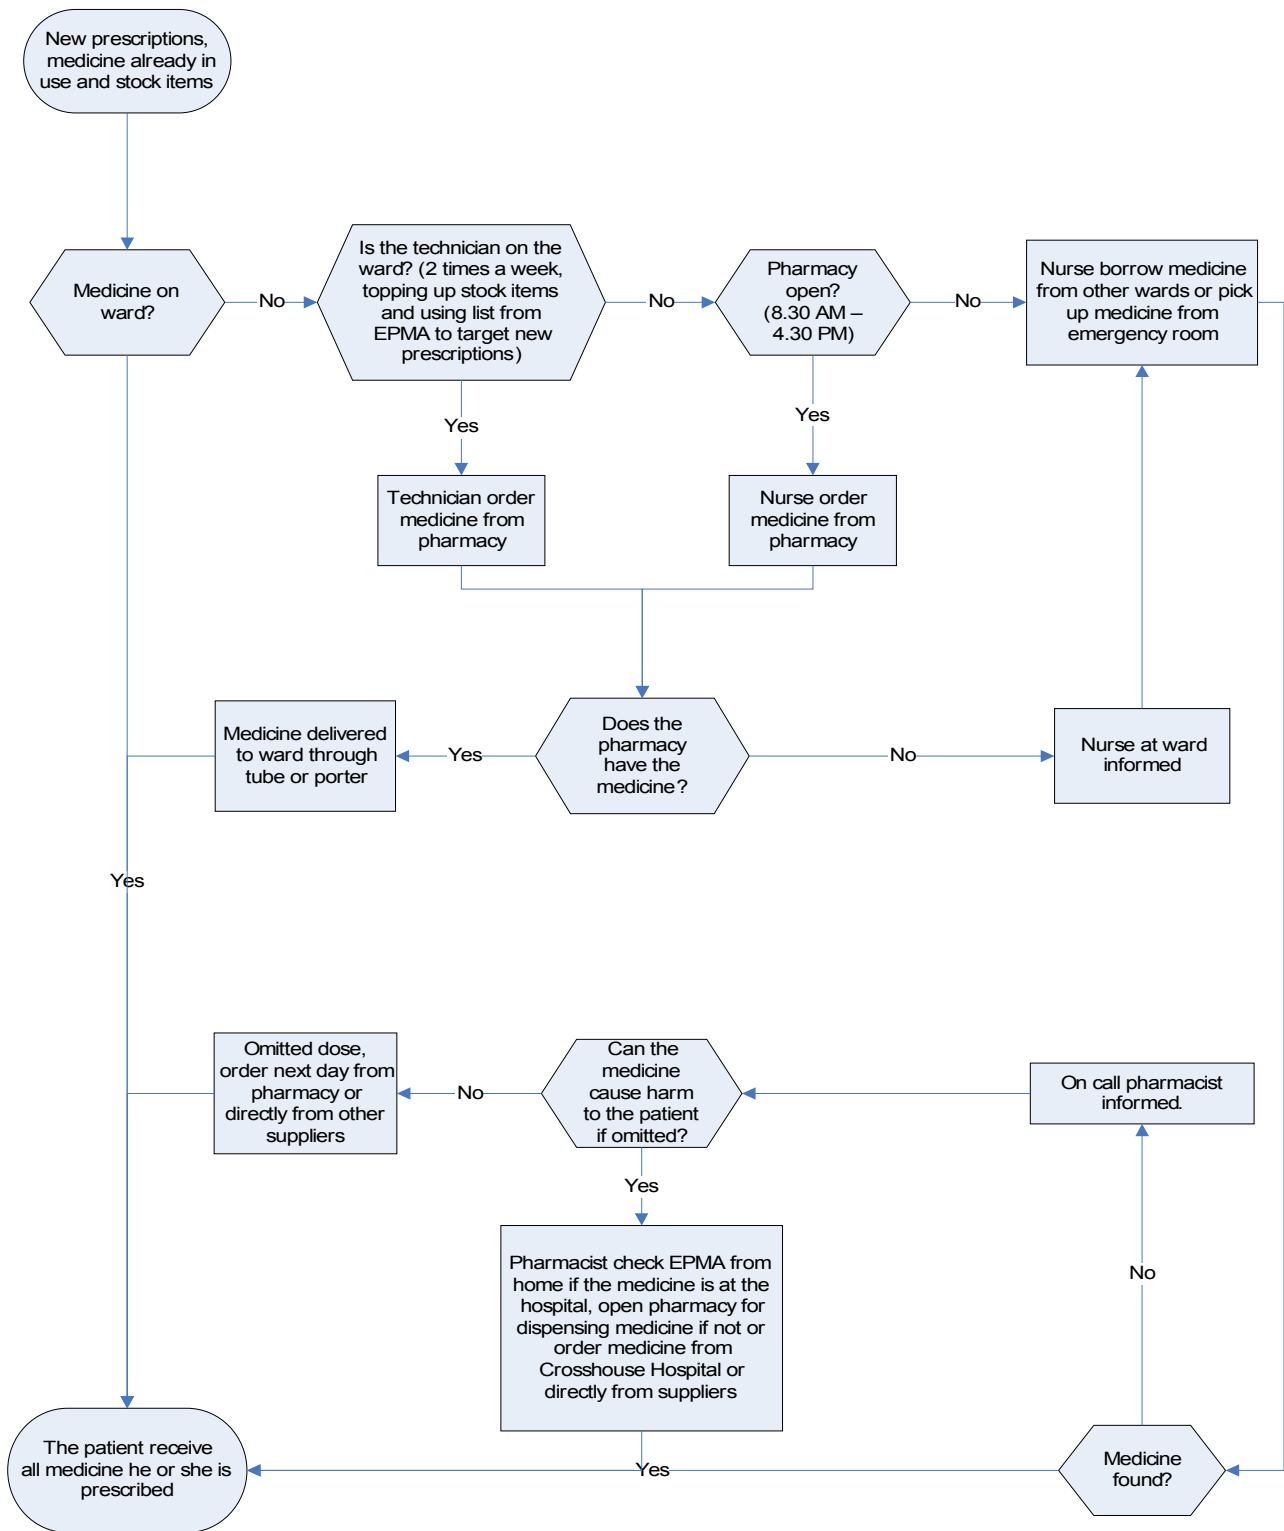 New prescriptions,
medicine already in
use and stock items
Medicine on
ward?
No
Is the technician on the
ward? (2 times a week,
topping up stock items
and using list from
EPMA to target new
prescriptions)
No
Pharmacy
open?
(8.30 AM –
4.30 PM)
No
Nurse borrow medicine
from other wards or pick
up medicine from
emergency room
Yes
Yes
Technician order
medicine from
pharmacy
Nurse order
medicine from
pharmacy
Medicine delivered
to ward through
tube or porter
Yes
Does the
pharmacy
have the
medicine?
No
Nurse at ward
informed
Yes
Omitted dose,
order next day from
pharmacy or
directly from other
suppliers
No
Can the
medicine
cause harm
to the patient
if omitted?
On call pharmacist
informed.
Yes
Pharmacist check EPMA from
home if the medicine is at the
hospital, open pharmacy for
dispensing medicine if not or
order medicine from
Crosshouse Hospital or
directly from suppliers
No
The patient receive
all medicine he or she is
prescribed
Yes
Medicine
found?